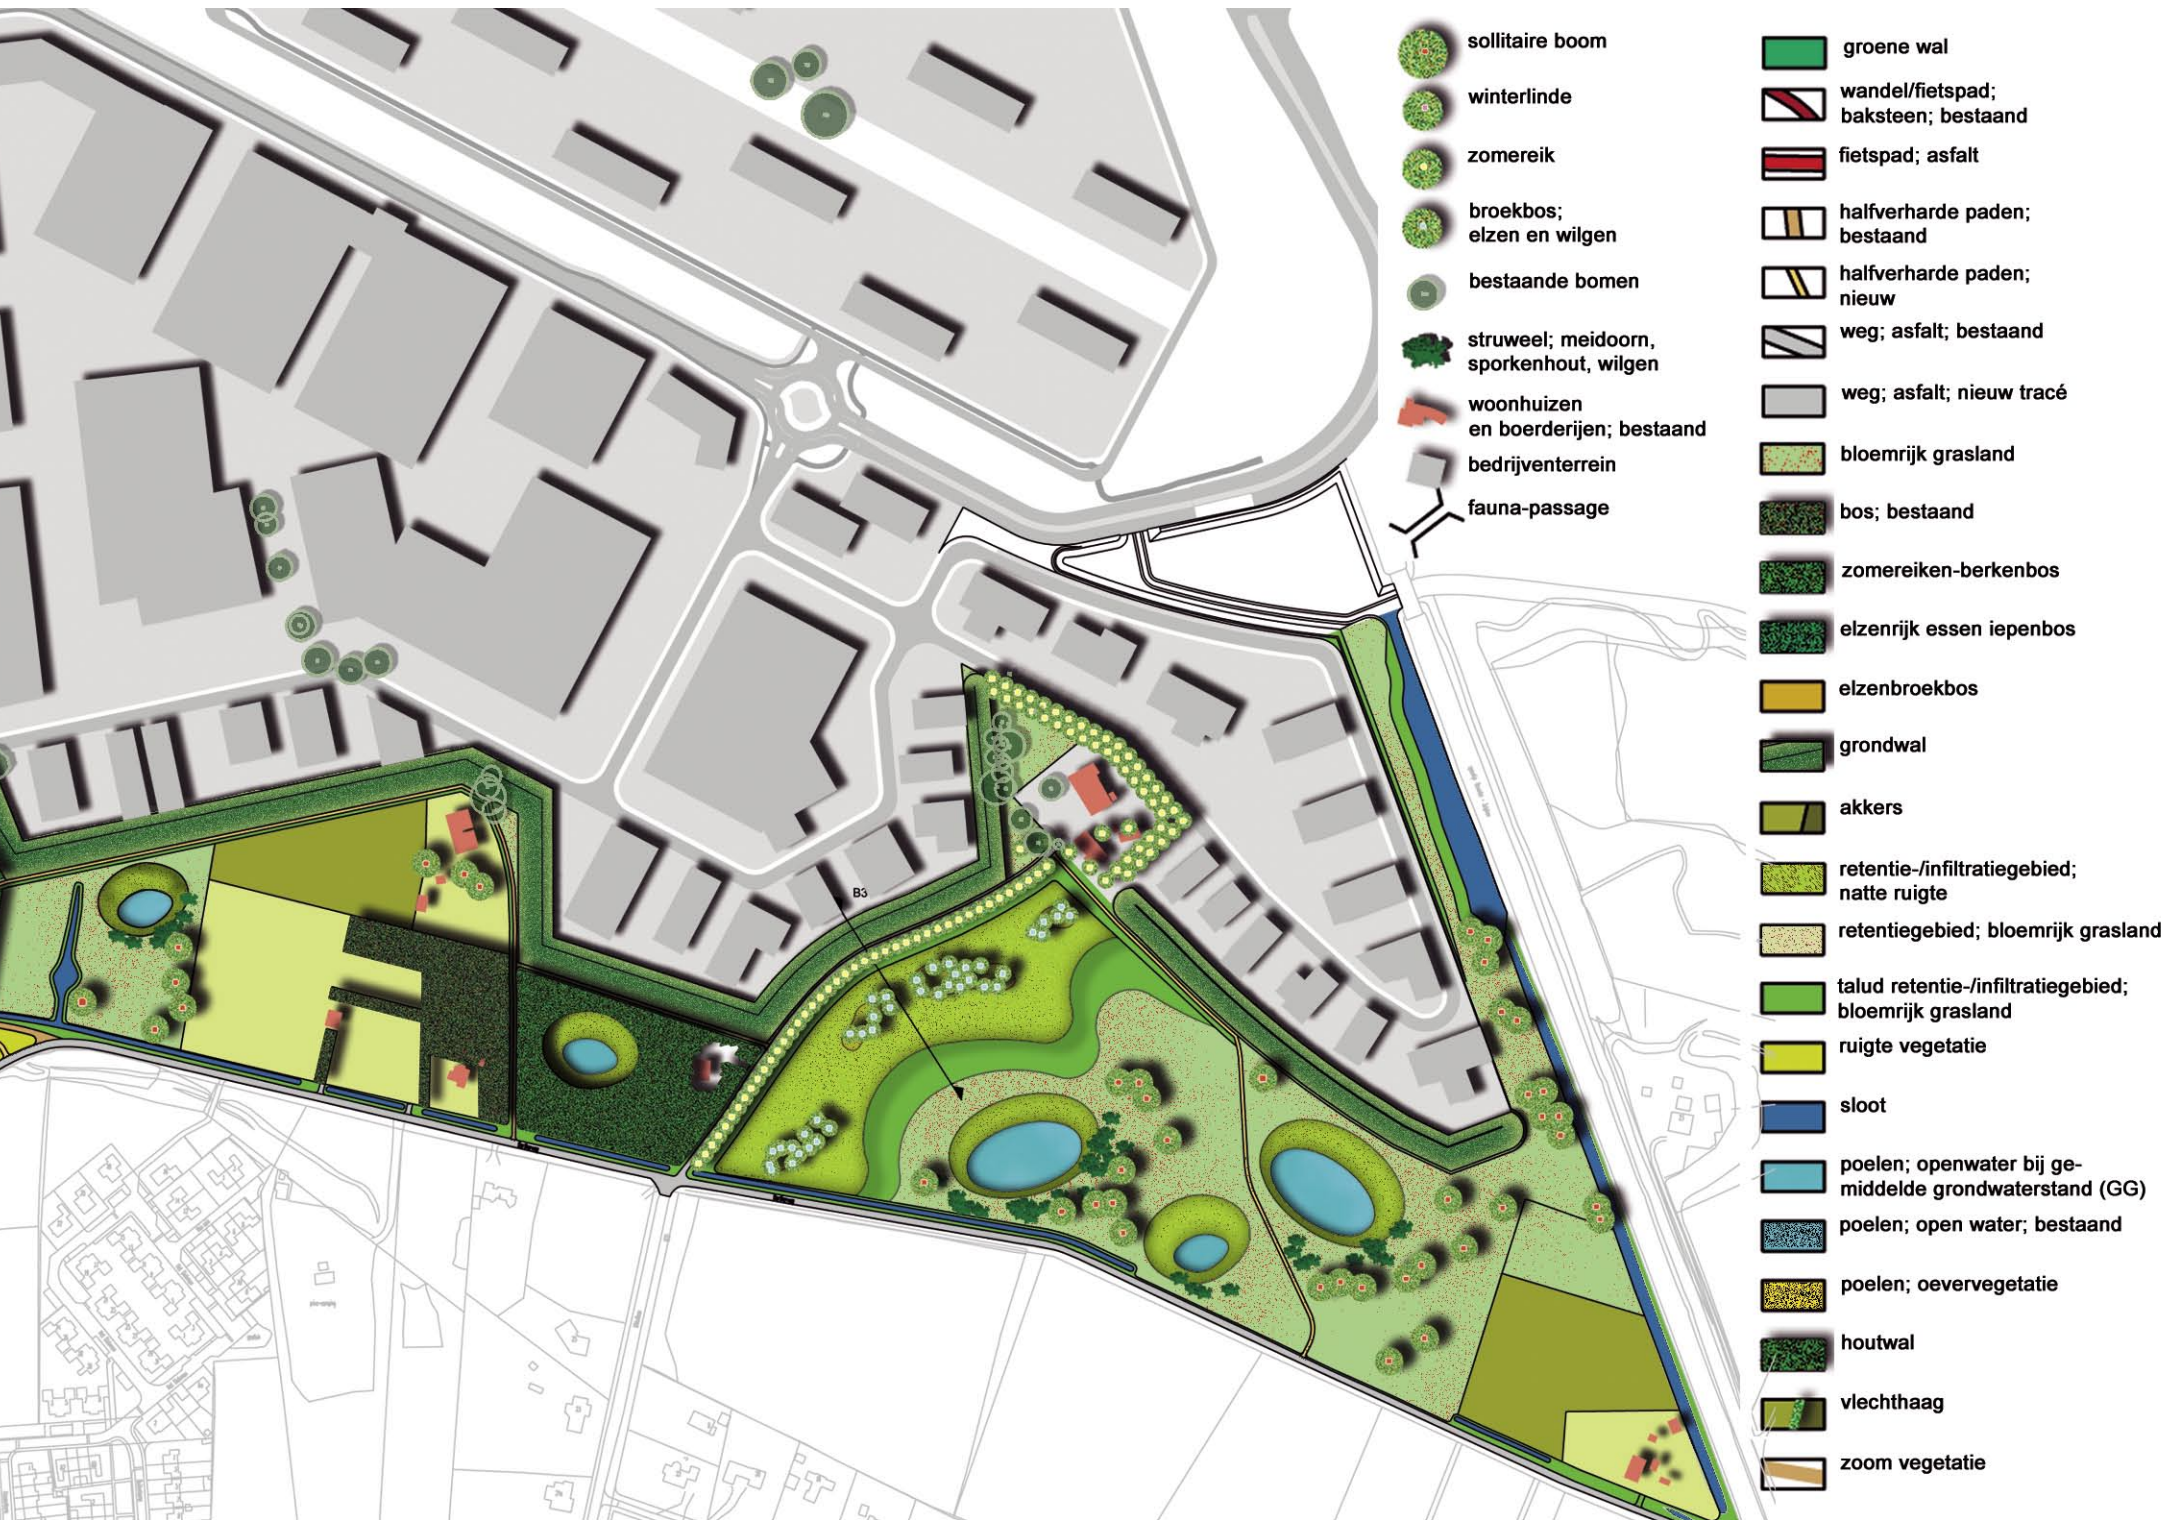 sollitaire boom
winterlinde
zomereik
broekbos;
elzen en wilgen
bestaande bomen
struweel; meidoorn,
sporkenhout, wilgen
woonhuizen
en boerderijen; bestaand
bedrijventerrein
fauna-passage
groene wal
wandel/fietspad;
baksteen; bestaand
fietspad; asfalt
halfverharde paden;
bestaand
halfverharde paden;
nieuw
weg; asfalt; bestaand
weg; asfalt; nieuw tracé
bloemrijk grasland
bos; bestaand
zomereiken-berkenbos
elzenrijk essen iepenbos
elzenbroekbos
grondwal
akkers
retentie-/infiltratiegebied;
natte ruigte
retentiegebied; bloemrijk grasland
talud retentie-/infiltratiegebied;
bloemrijk grasland
ruigte vegetatie
sloot
poelen; openwater bij ge-
middelde grondwaterstand (GG)
poelen; open water; bestaand
poelen; oevervegetatie
houtwal
vlechthaag
zoom vegetatie
B3